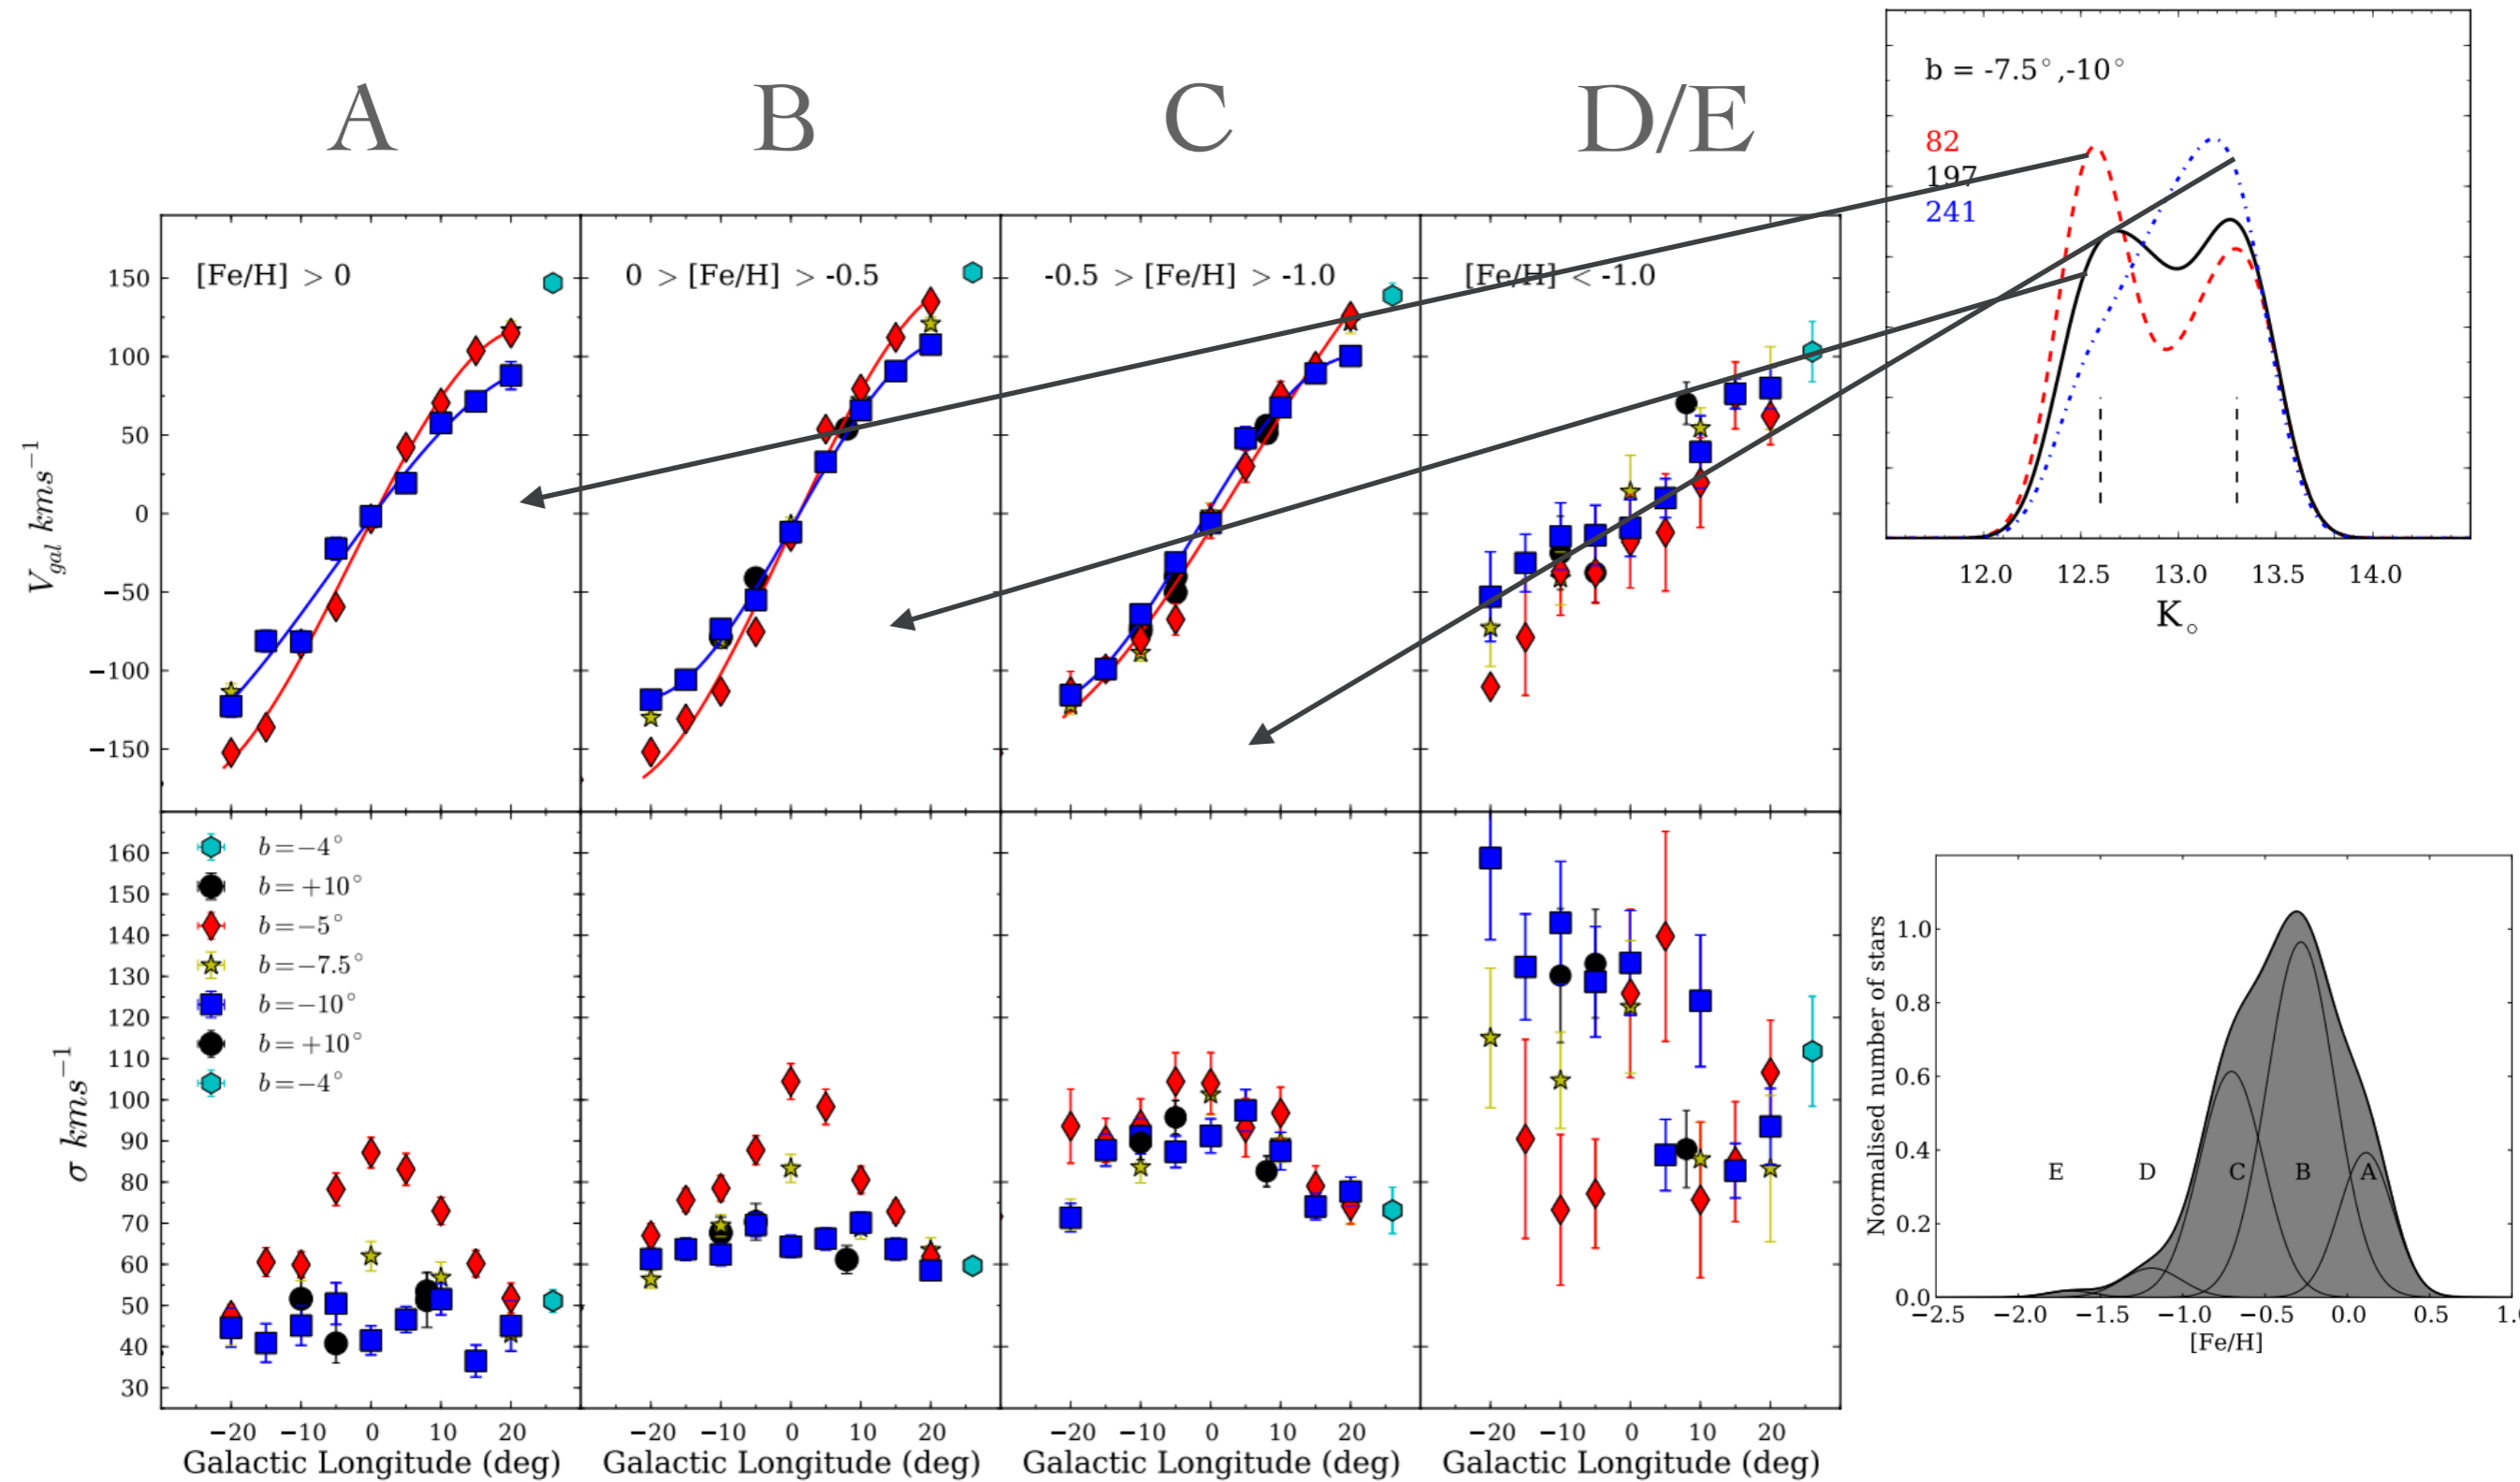 A B C D/E
b = -7.5°,-10°
82
197
241
12.0 12.5 13.0 13.5 14.0
K○
[Fe/H] > 0
0 > [Fe/H] > -0.5
-0.5 > [Fe/H] > -1.0
[Fe/H] < -1.0
150
100
50
0
−50
−100
−150
V_gal kms^−1
160
150
140
130
120
110
100
90
80
70
60
50
40
30
σ kms^−1
b=−4°
b=+10°
b=−5°
b=−7.5°
b=−10°
b=+10°
b=−4°
−20 −10 0 10 20
−20 −10 0 10 20
−20 −10 0 10 20
−20 −10 0 10 20
Galactic Longitude (deg)
Galactic Longitude (deg)
Galactic Longitude (deg)
Galactic Longitude (deg)
Normalised number of stars
1.0
0.8
0.6
0.4
0.2
0.0
E D C B A
−2.5 −2.0 −1.5 −1.0 −0.5 0.0 0.5
[Fe/H]